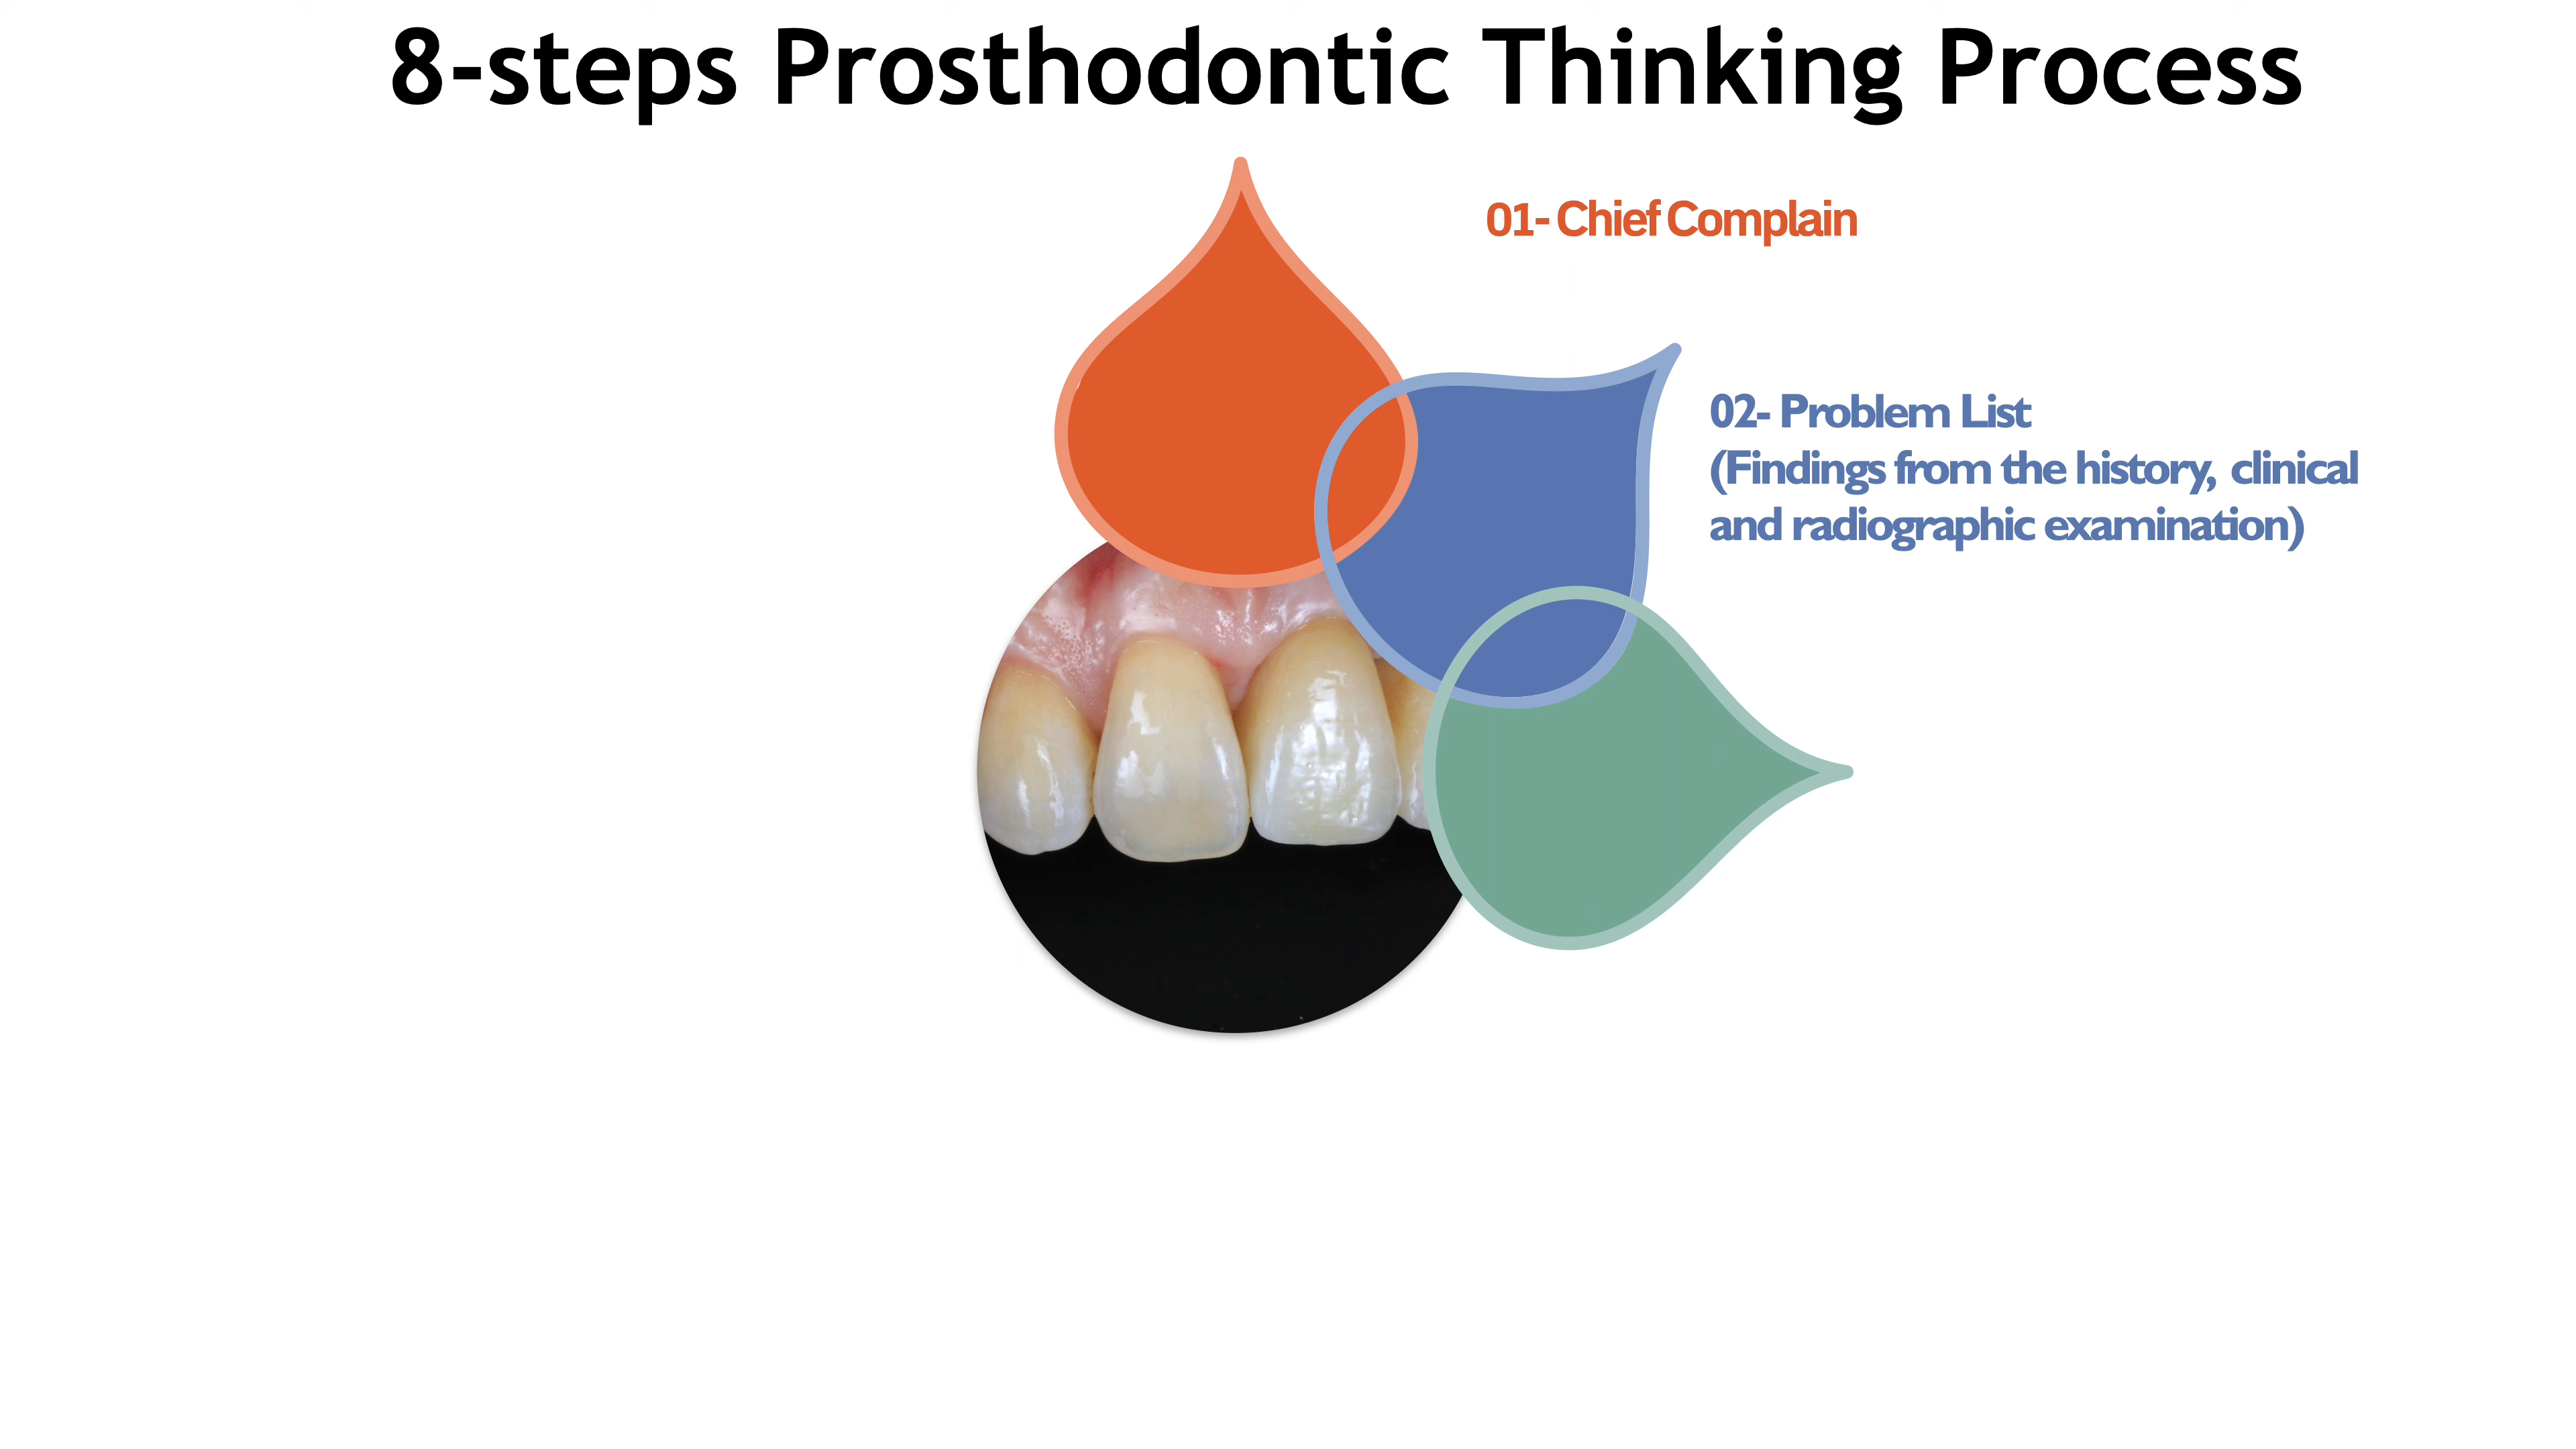 8-steps Prosthodontic Thinking Process
01- Chief Complain
02- Problem List
(Findings from the history, clinical
and radiographic examination)